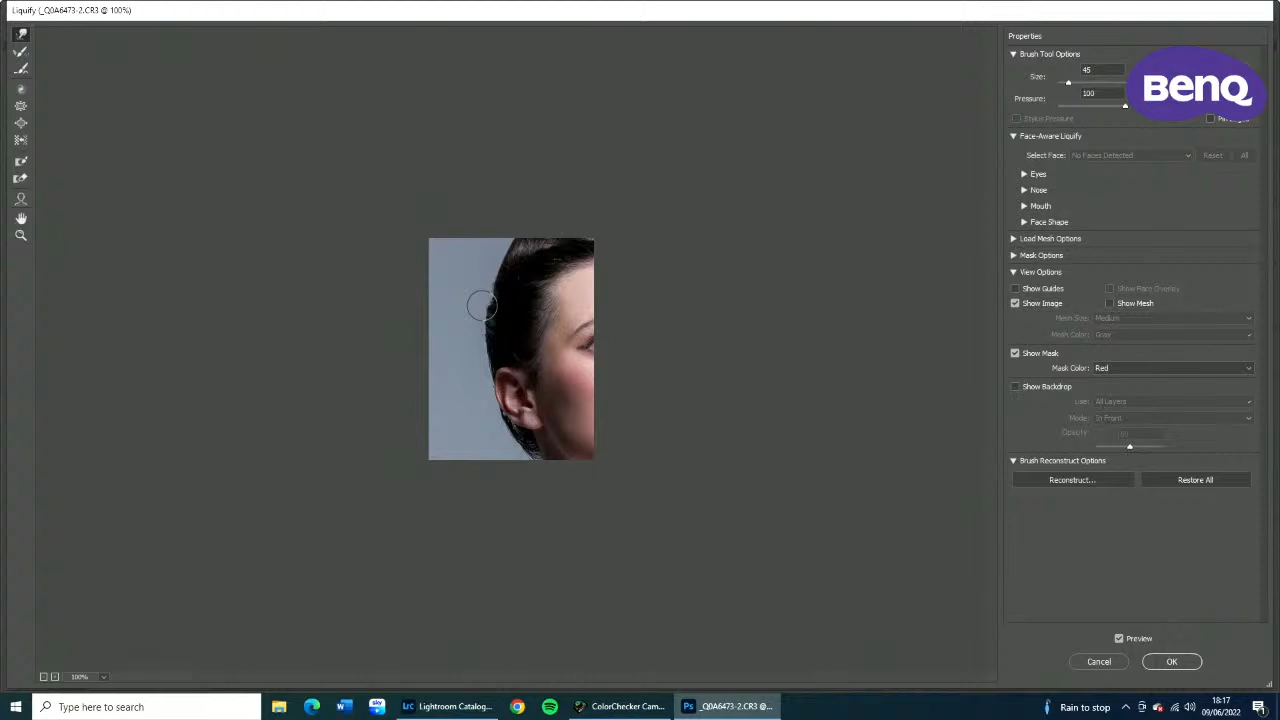 Liquify (_Q0A6473-2.CR3 @ 100%)
Properties
Brush Tool Options
Size: 45
Pressure: 100
Stylus Pressure
BenQ
Face-Aware Liquify
Select Face: No Faces Detected Reset All
Eyes
Nose
Mouth
Face Shape
Load Mesh Options
Mask Options
View Options
Show Guides Show Face Overlay
Show Image Show Mesh
Mesh Size: Medium
Mesh Color:
Show Mask
Mask Color: Red
Show Backdrop
Use: All Layers
Mode: In Front
Opacity:
Brush Reconstruct Options
Reconstruct... Restore All
Preview
Cancel OK
100%
Type here to search
Lightroom Catalog...
ColorChecker Cam...
_Q0A6473-2.CR3 @...
Rain to stop
18:17
09/06/2022